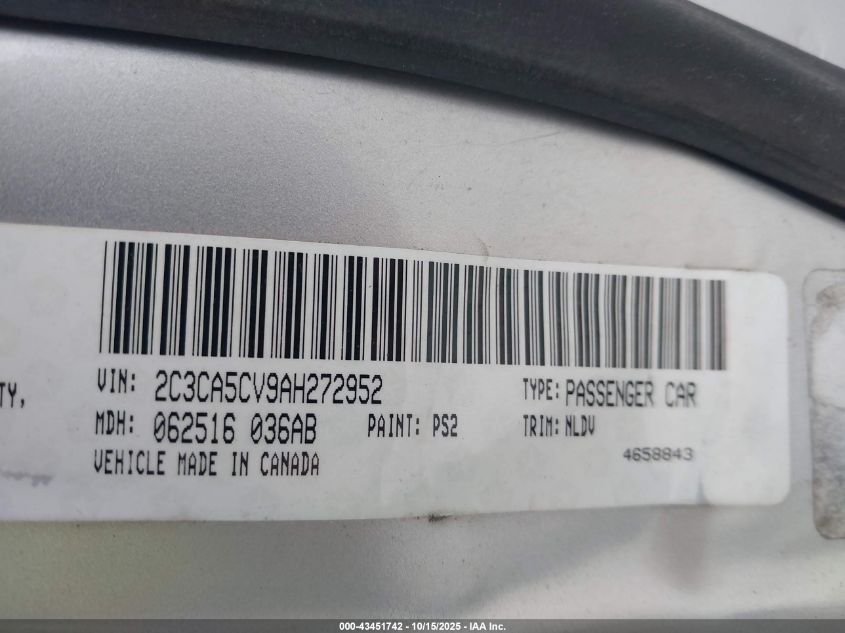 TY,
VIN: 2C3CA5CV9AH272952 TYPE: PASSENGER CAR
MDH: 062516 036AB PAINT: PS2 TRIM: NLDV
VEHICLE MADE IN CANADA 4658843
000-43451742 - 10/15/2025 - IAA Inc.